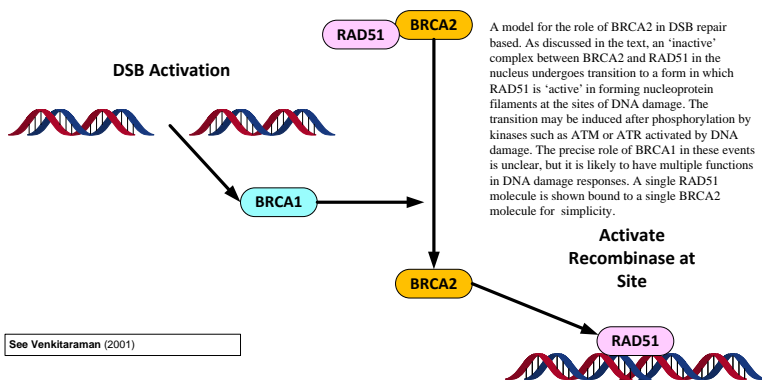 RAD51
BRCA2
DSB Activation
A model for the role of BRCA2 in DSB repair
based. As discussed in the text, an ‘inactive’
complex between BRCA2 and RAD51 in the
nucleus undergoes transition to a form in which
RAD51 is ‘active’ in forming nucleoprotein
filaments at the sites of DNA damage. The
transition may be induced after phosphorylation by
kinases such as ATM or ATR activated by DNA
damage. The precise role of BRCA1 in these events
is unclear, but it is likely to have multiple functions
in DNA damage responses. A single RAD51
molecule is shown bound to a single BRCA2
molecule for simplicity.
BRCA1
Activate
Recombinase at
Site
BRCA2
RAD51
See Venkitaraman (2001)